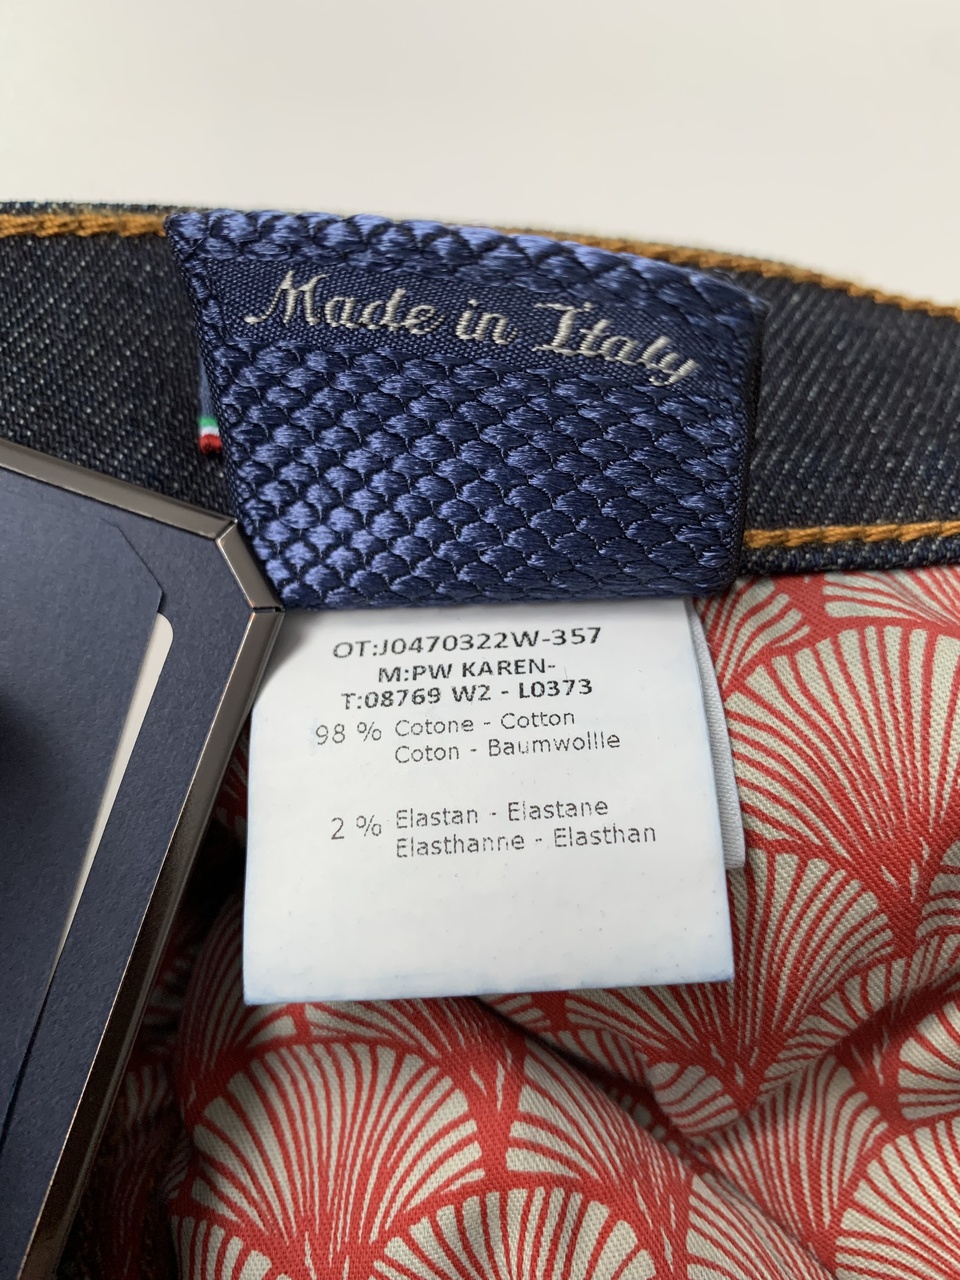 Made in Italy
OT:J0470322W-357
M:PW KAREN-
T:08769 W2 - L0373
98 % Cotone - Cotton
Coton - Baumwollle
2 % Elastan - Elastane
Elasthanne - Elasthan